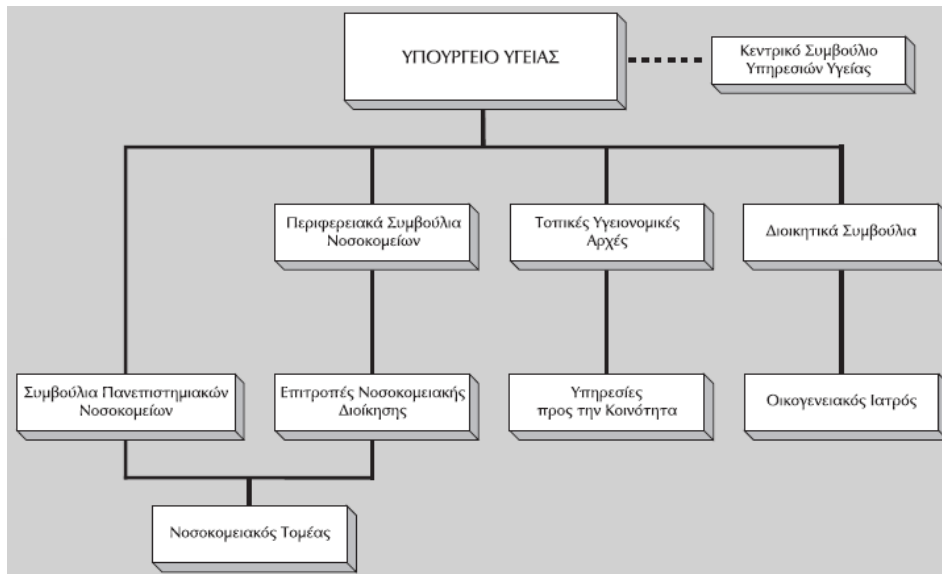 ΥΠΟΥΡΓΕΙΟ ΥΓΕΙΑΣ
Κεντρικό Συμβούλιο
Υπηρεσιών Υγείας
Περιφερειακά Συμβούλια
Νοσοκομείων
Τοπικές Υγειονομικές
Αρχές
Διοικητικά Συμβούλια
Συμβούλια Πανεπιστημιακών
Νοσοκομείων
Επιτροπές Νοσοκομειακής
Διοίκησης
Υπηρεσίες
προς την Κοινότητα
Οικογενειακός Ιατρός
Νοσοκομειακός Τομέας